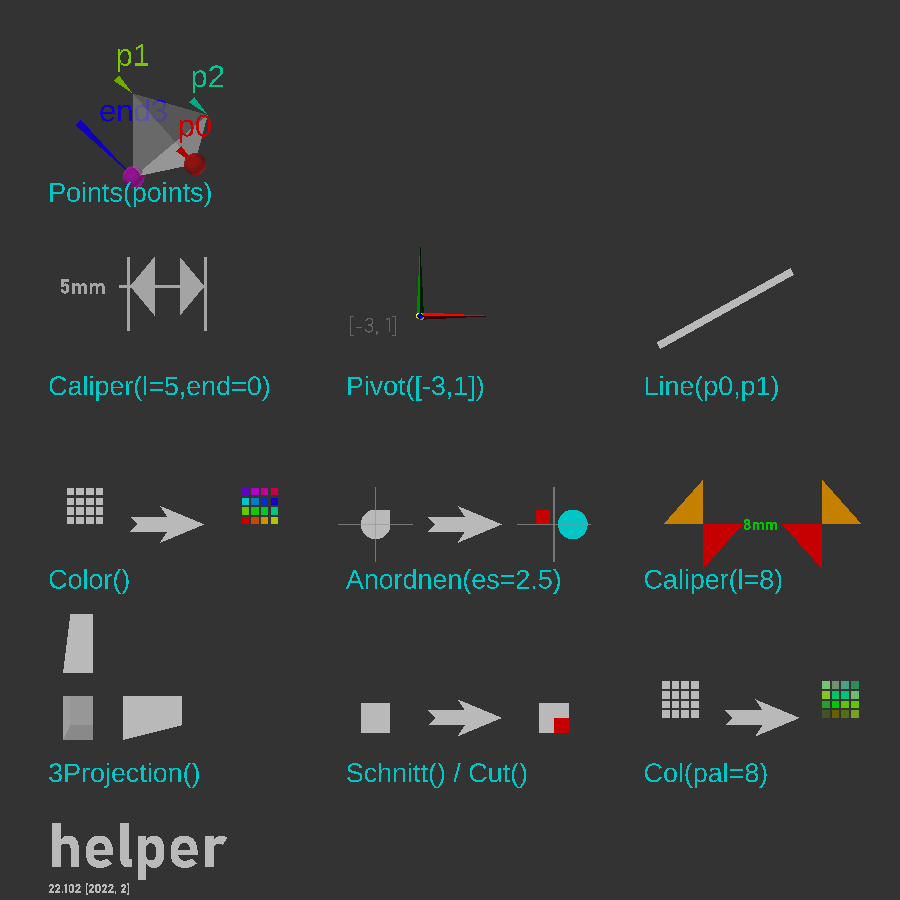 p1
p2
end3
p0
Points(points)
5mm
[-3, 1]
Caliper(l=5,end=0)
Pivot([-3,1])
Line(p0,p1)
8mm
Color()
Anordnen(es=2.5)
Caliper(l=8)
3Projection()
Schnitt() / Cut()
Col(pal=8)
helper
22.102 [2022, 2]